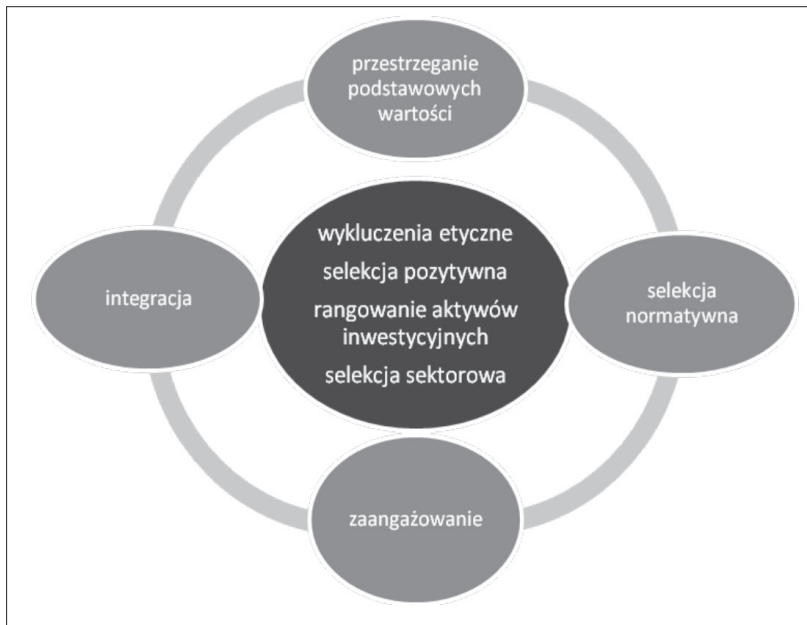 przestrzeganie
podstawowych
wartości
wykluczenia etyczne
selekcja pozytywna
rangowanie aktywów
inwestycyjnych
selekcja sektorowa
integracja
selekcja
normatywna
zaangażowanie